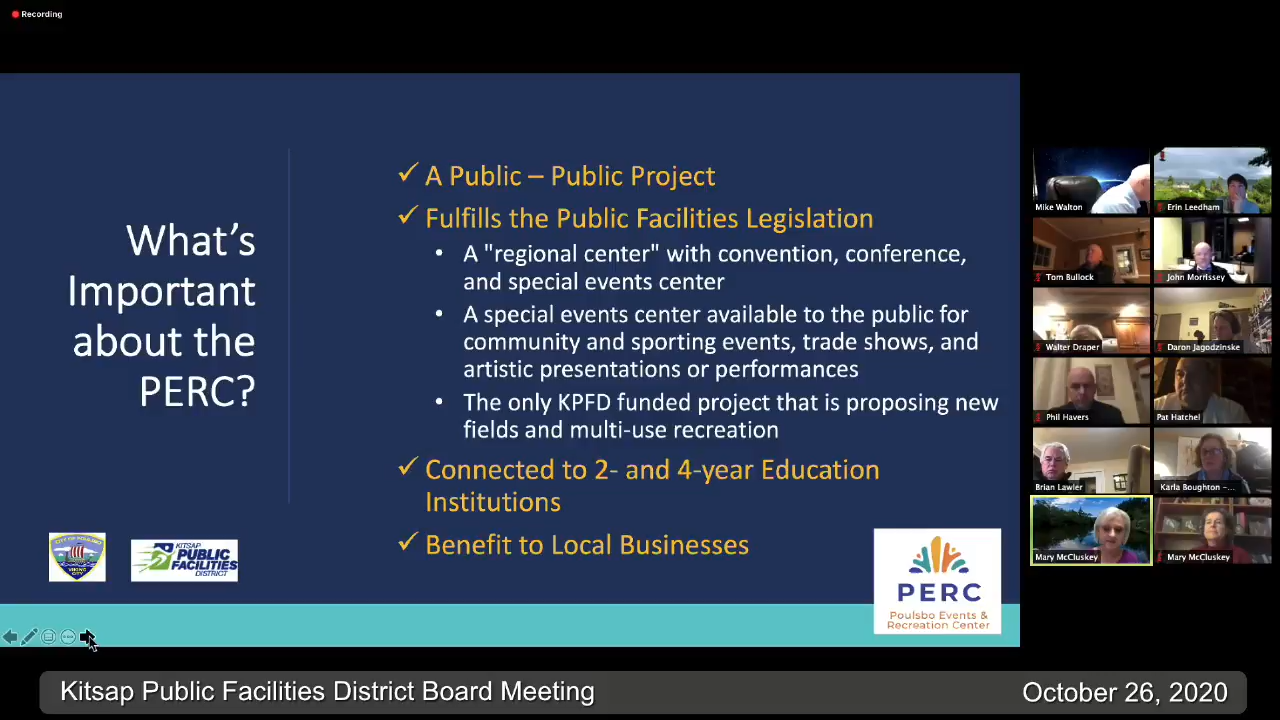 Recording
What's
Important
about the
PERC?
✓ A Public – Public Project
✓ Fulfills the Public Facilities Legislation
• A "regional center" with convention, conference,
and special events center
• A special events center available to the public for
community and sporting events, trade shows, and
artistic presentations or performances
• The only KPFD funded project that is proposing new
fields and multi-use recreation
✓ Connected to 2- and 4-year Education
Institutions
✓ Benefit to Local Businesses
CITY OF POULSBO
VIKING
CITY
KITSAP
PUBLIC
FACILITIES
DISTRICT
PERC
Poulsbo Events &
Recreation Center
Mike Walton
Erin Leedham
Tom Bullock
John Morrissey
Walter Draper
Daron Jagodzinske
Phil Havers
Pat Hatchel
Brian Lawler
Karla Boughton –...
Mary McCluskey
Mary McCluskey
Kitsap Public Facilities District Board Meeting
October 26, 2020